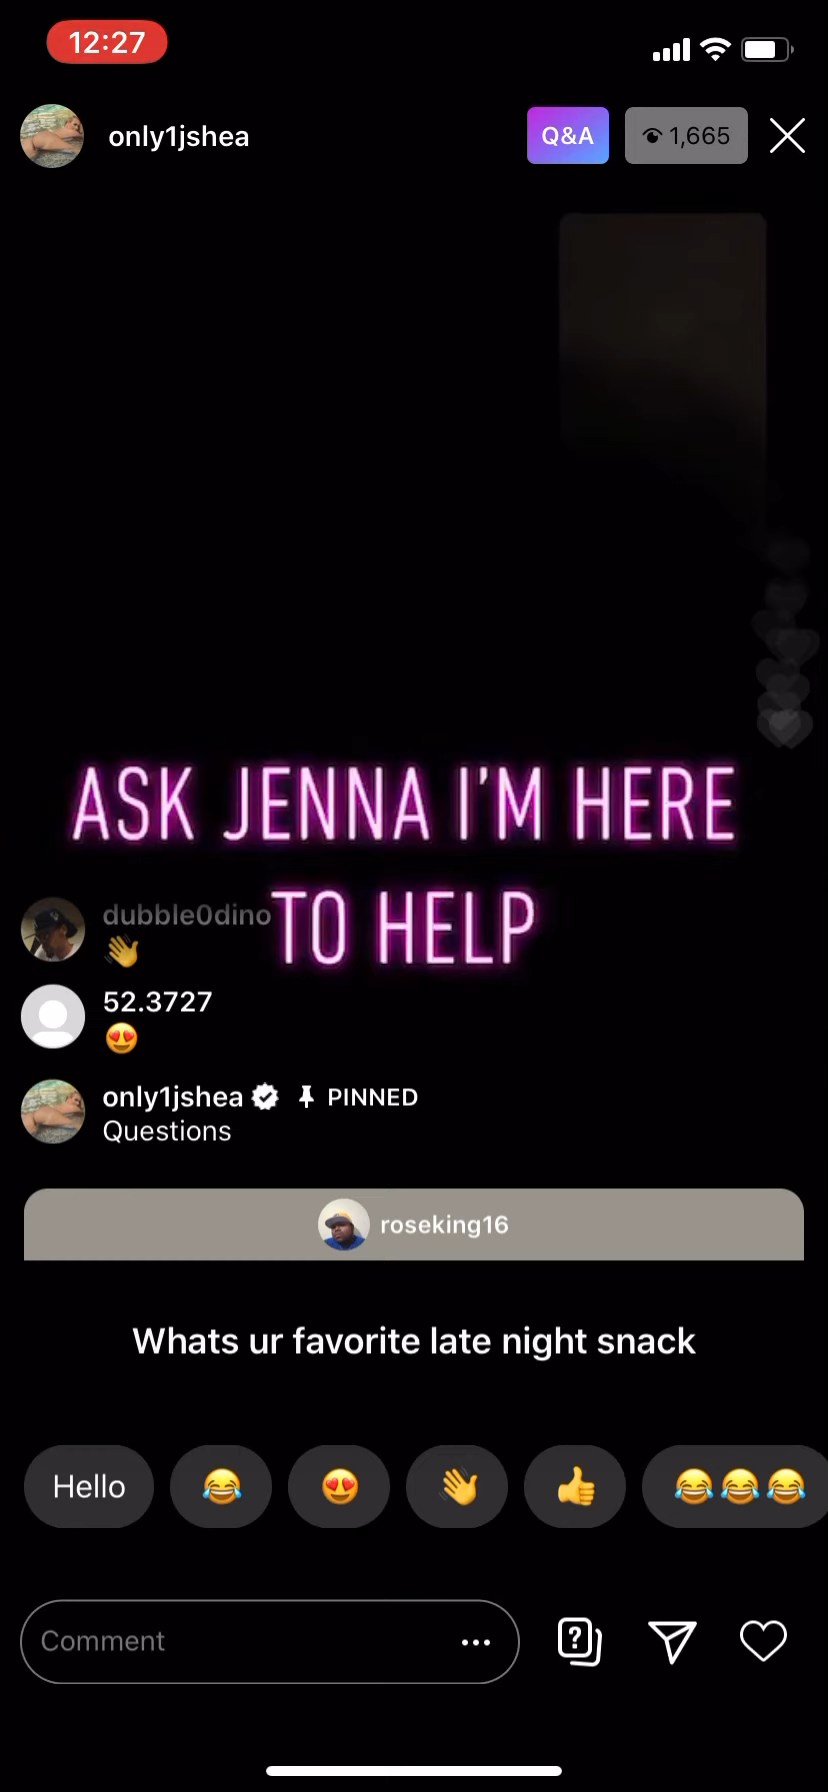 12:27
only1jshea
Q&A
1,665
ASK JENNA I'M HERE
TO HELP
dubble0dino
👋
52.3727
😍
only1jshea PINNED
Questions
roseking16
Whats ur favorite late night snack
Hello 😂 😍 👋 👍 😂😂😂
Comment